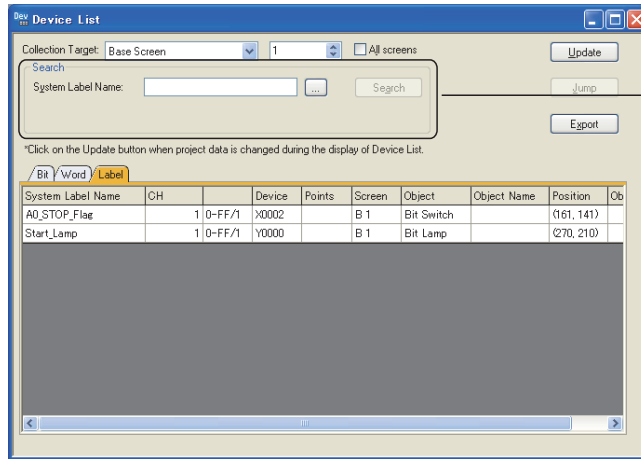 Dev Device List
Collection Target: Base Screen 1 All screens Update
Search
System Label Name: ... Search Jump
Export
*Click on the Update button when project data is changed during the display of Device List.
Bit Word Label
System Label Name CH Device Points Screen Object Object Name Position Ob
A0_STOP_Flag 1 0-FF/1 X0002 B 1 Bit Switch (161, 141)
Start_Lamp 1 0-FF/1 Y0000 B 1 Bit Lamp (270, 210)